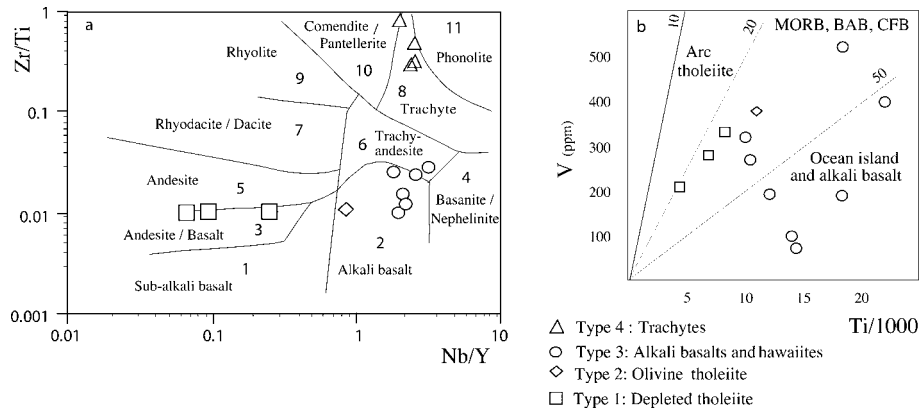 a
Zr/Ti
1
0.1
0.01
0.001
0.01
0.1
1
10
Nb/Y
Comendite /
Pantellerite
10
11
Phonolite
Rhyolite
9
8
Trachyte
Rhyodacite / Dacite
7
6
Trachy-
andesite
Andesite
5
4
Basanite /
Nephelinite
Andesite / Basalt
3
2
Alkali basalt
1
Sub-alkali basalt
b
V (ppm)
500
400
300
200
100
5
10
15
20
Ti/1000
10
20
50
Arc
tholeiite
MORB, BAB, CFB
Ocean island
and alkali basalt
Type 4 : Trachytes
Type 3: Alkali basalts and hawaiites
Type 2: Olivine tholeiite
Type 1: Depleted tholeiite